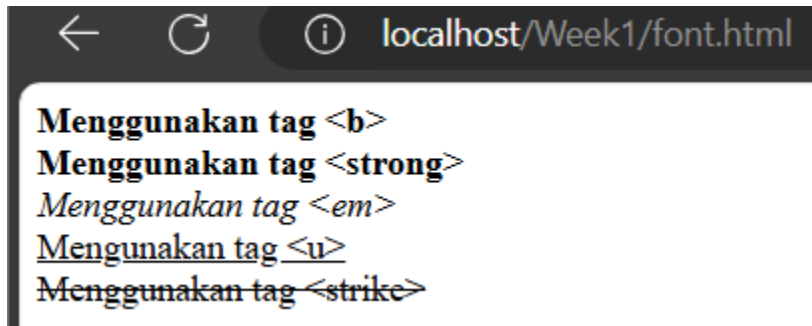 localhost/Week1/font.html
Menggunakan tag <b>
Menggunakan tag <strong>
Menggunakan tag <em>
Mengunakan tag <u>
Menggunakan tag <strike>